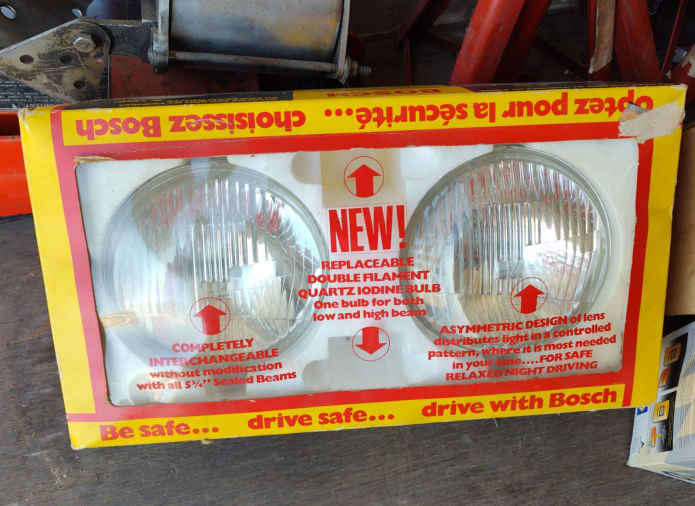 Optez pour la sécurité... choisissez Bosch
NEW!
REPLACEABLE
DOUBLE FILAMENT
QUARTZ IODINE BULB
One bulb for both
low and high beam
COMPLETELY
INTERCHANGEABLE
without modification
with all 5¾" Sealed Beams
ASYMMETRIC DESIGN of lens
distributes light in a controlled
pattern, where it is most needed
in your lane....FOR SAFE
RELAXED NIGHT DRIVING
Be safe... drive safe... drive with Bosch